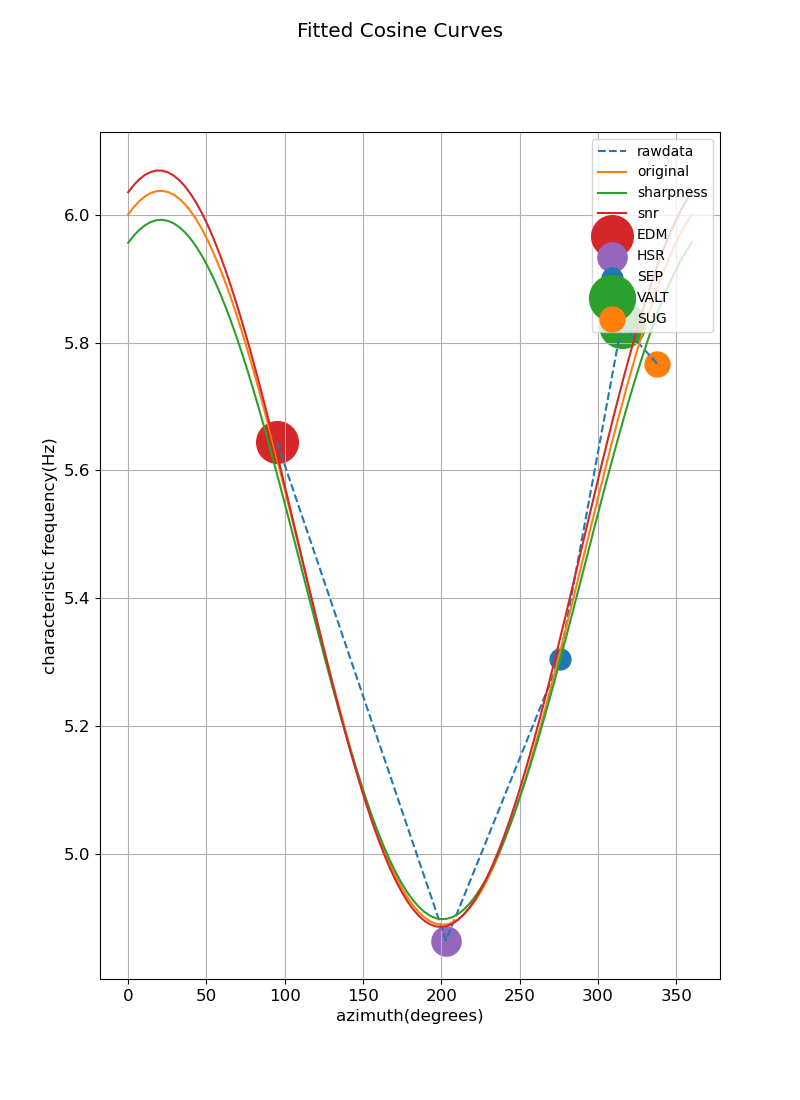 Fitted Cosine Curves
rawdata
original
sharpness
snr
EDM
HSR
SEP
VALT
SUG
6.0
5.8
5.6
5.4
5.2
5.0
characteristic frequency(Hz)
0 50 100 150 200 250 300 350
azimuth(degrees)